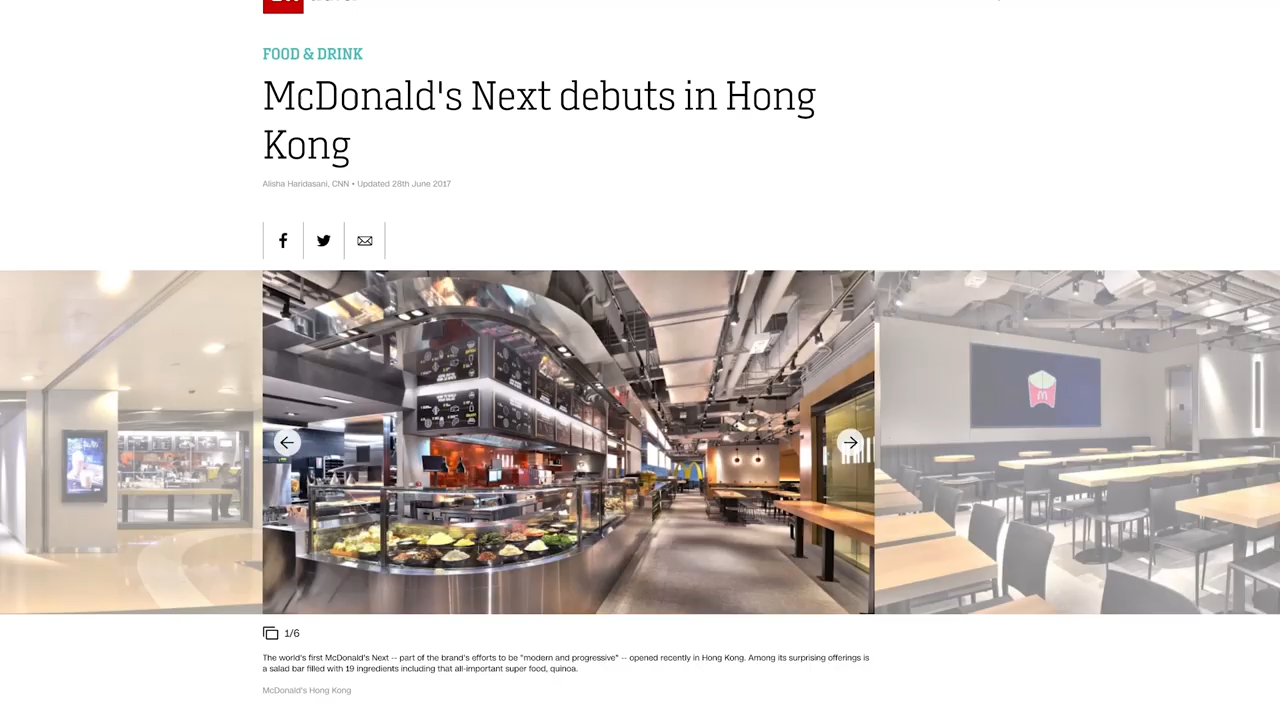 FOOD & DRINK
McDonald's Next debuts in Hong
Kong
Alisha Haridasani, CNN • Updated 28th June 2017
1/6
The world's first McDonald's Next -- part of the brand's efforts to be "modern and progressive" -- opened recently in Hong Kong. Among its surprising offerings is
a salad bar filled with 19 ingredients including that all-important super food, quinoa.
McDonald's Hong Kong